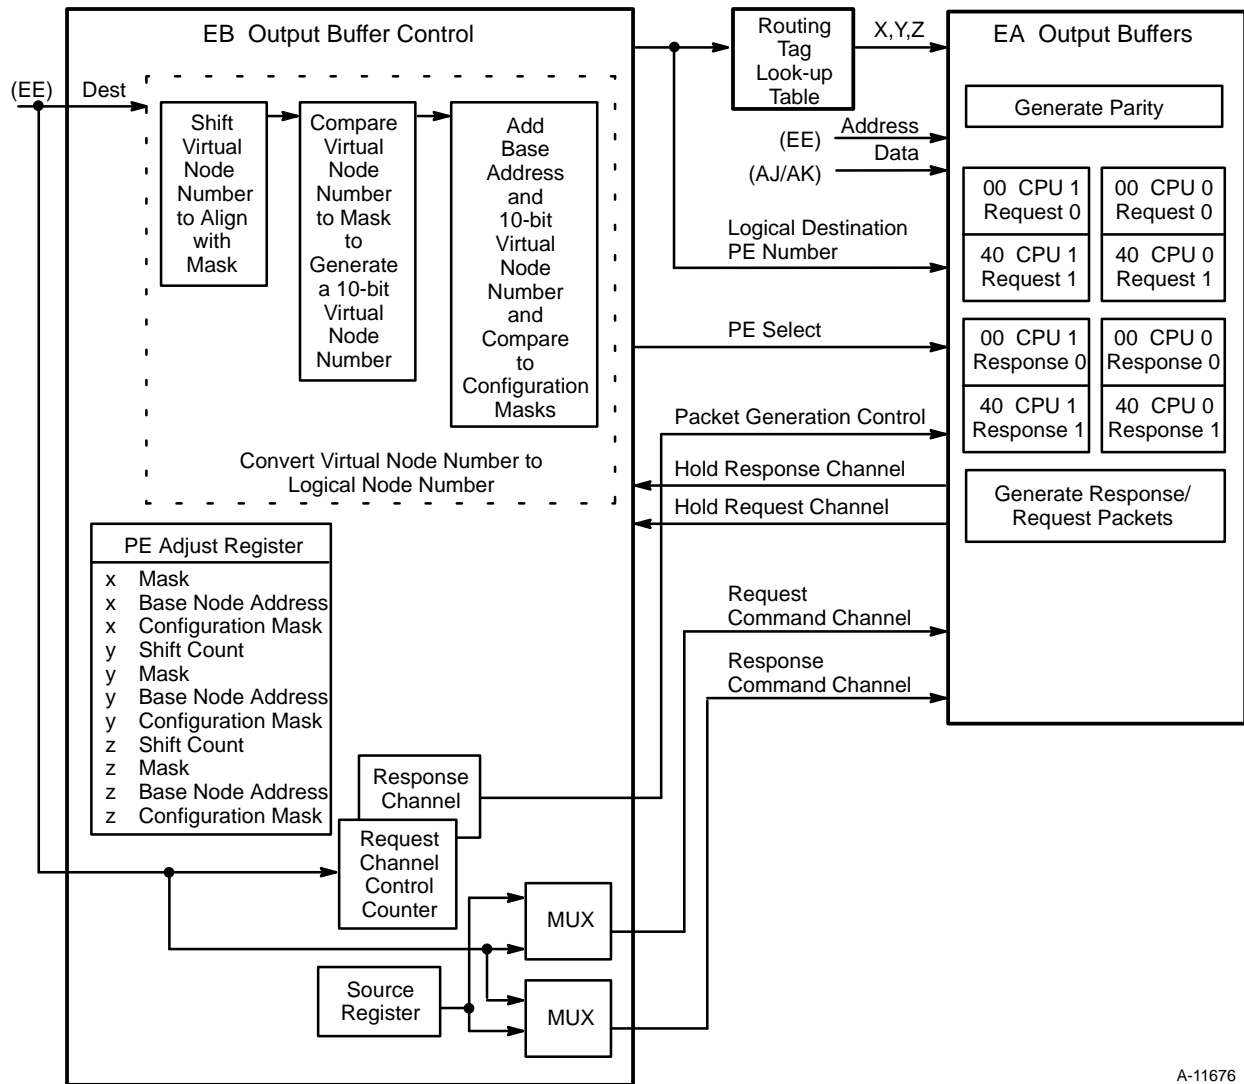 EB Output Buffer Control
(EE)
Dest
Shift
Virtual
Node
Number
to Align
with
Mask
Compare
Virtual
Node
Number
to Mask
to
Generate
a 10-bit
Virtual
Node
Number
Add
Base
Address
and
10-bit
Virtual
Node
Number
and
Compare
to
Configuration
Masks
Convert Virtual Node Number to
Logical Node Number
PE Adjust Register
x Mask
x Base Node Address
x Configuration Mask
y Shift Count
y Mask
y Base Node Address
y Configuration Mask
z Shift Count
z Mask
z Base Node Address
z Configuration Mask
Response
Channel
Request
Channel
Control
Counter
Source
Register
MUX
MUX
Routing
Tag
Look-up
Table
X,Y,Z
(EE)
Address
Data
(AJ/AK)
Logical Destination
PE Number
PE Select
Packet Generation Control
Hold Response Channel
Hold Request Channel
Request
Command Channel
Response
Command Channel
EA Output Buffers
Generate Parity
00 CPU 1
Request 0
00 CPU 0
Request 0
40 CPU 1
Request 1
40 CPU 0
Request 1
00 CPU 1
Response 0
00 CPU 0
Response 0
40 CPU 1
Response 1
40 CPU 0
Response 1
Generate Response/
Request Packets
A-11676